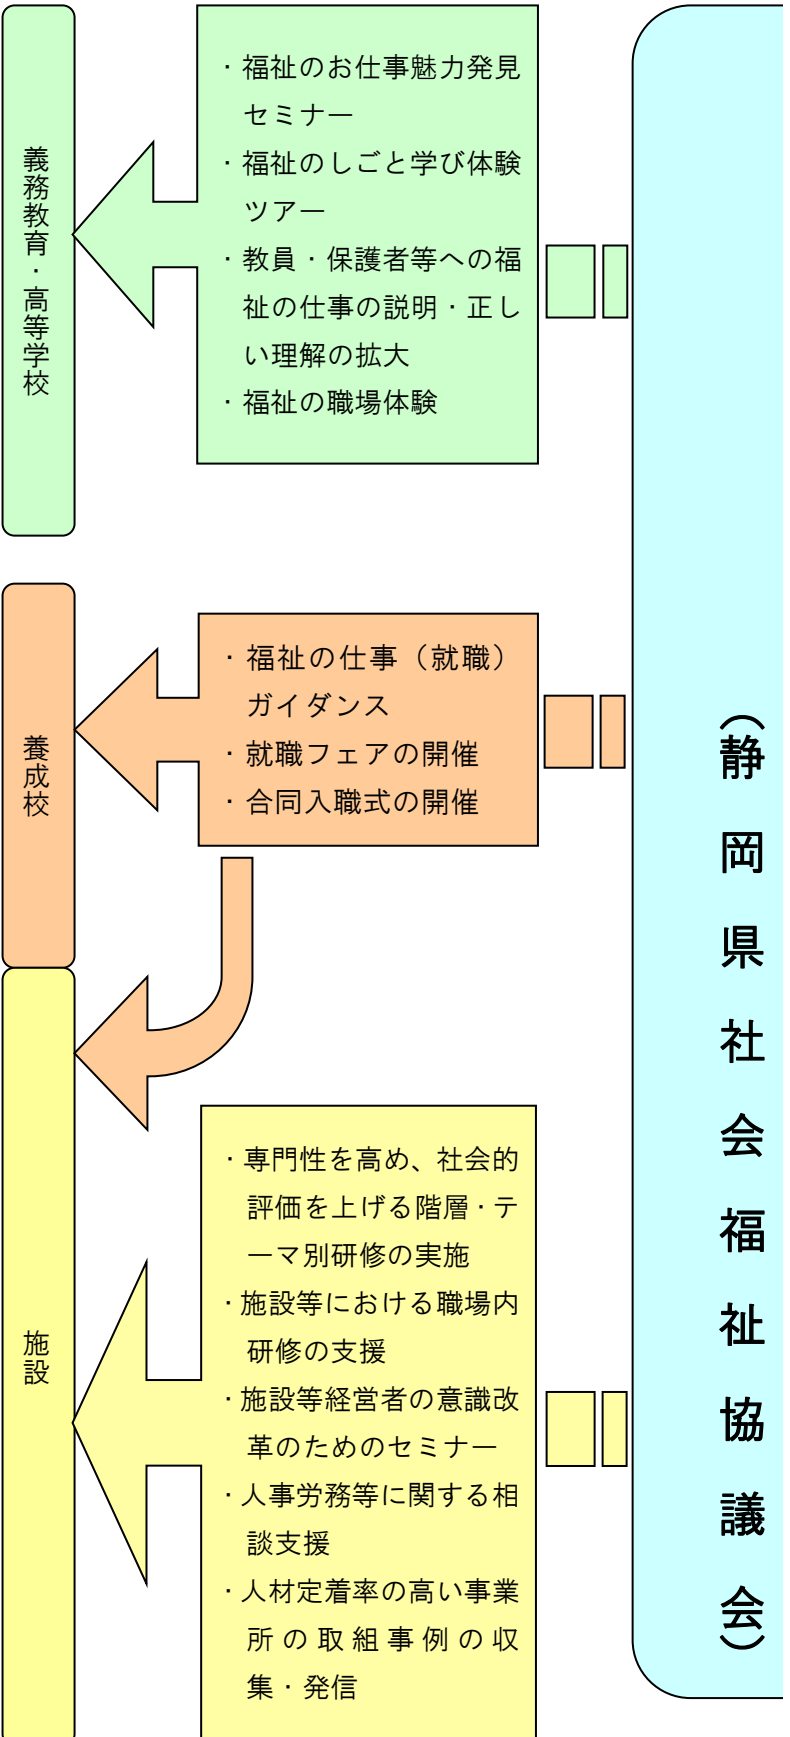 義務教育・高等学校
・福祉のお仕事魅力発見
セミナー
・福祉のしごと学び体験
ツアー
・教員・保護者等への福
祉の仕事の説明・正し
い理解の拡大
・福祉の職場体験
養成校
・福祉の仕事（就職）
ガイダンス
・就職フェアの開催
・合同入職式の開催
施設
・専門性を高め、社会的
評価を上げる階層・テ
ーマ別研修の実施
・施設等における職場内
研修の支援
・施設等経営者の意識改
革のためのセミナー
・人事労務等に関する相
談支援
・人材定着率の高い事業
所の取組事例の収
集・発信
（静岡県社会福祉協議会）